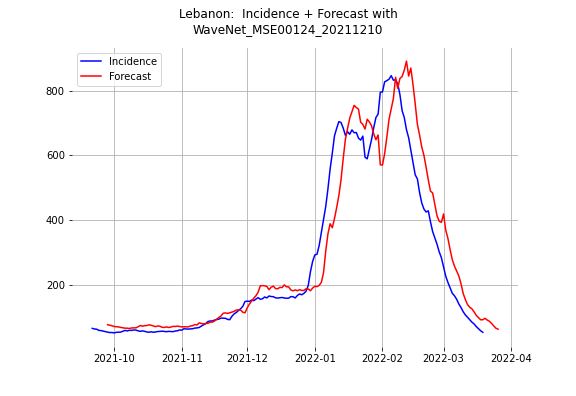 Lebanon:  Incidence + Forecast with
WaveNet_MSE00124_20211210
Incidence
Forecast
800
600
400
200
2021-10
2021-11
2021-12
2022-01
2022-02
2022-03
2022-04